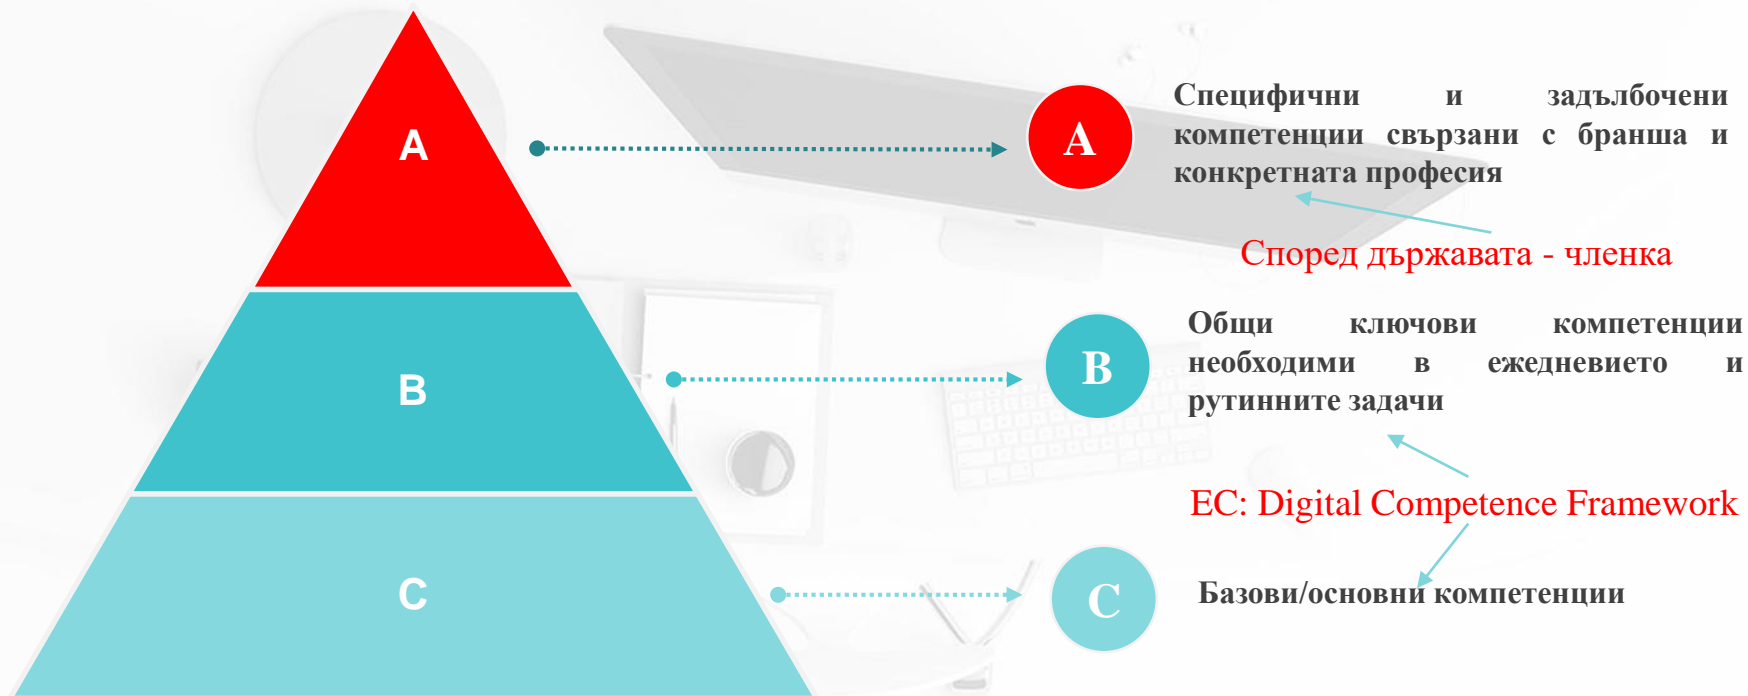 A
A
Специфични и задълбочени
компетенции свързани с бранша и
конкретната професия
Според държавата - членка
B
B
Общи ключови компетенции
необходими в ежедневието и
рутинните задачи
ЕС: Digital Competence Framework
C
C
Базови/основни компетенции